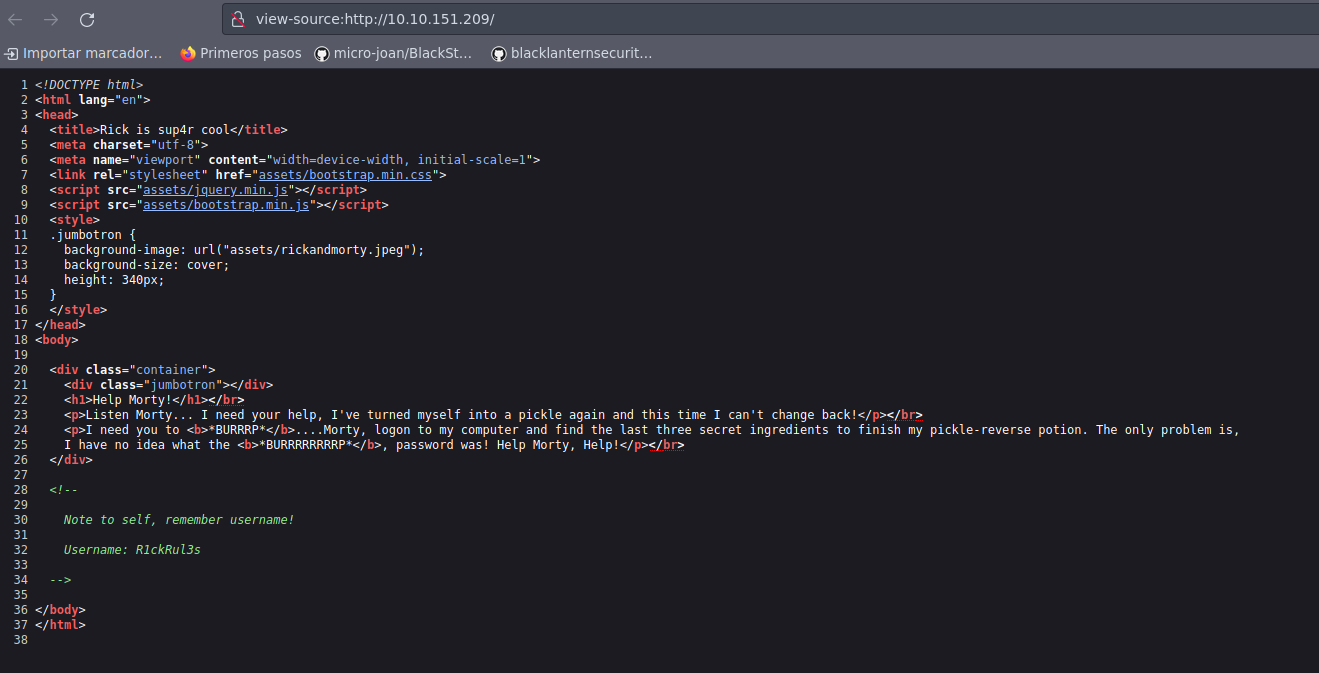 view-source:http://10.10.151.209/
Importar marcador… Primeros pasos micro-joan/BlackSt… blacklanternsecurit…
1 <!DOCTYPE html>
2 <html lang="en">
3 <head>
4 <title>Rick is sup4r cool</title>
5 <meta charset="utf-8">
6 <meta name="viewport" content="width=device-width, initial-scale=1">
7 <link rel="stylesheet" href="assets/bootstrap.min.css">
8 <script src="assets/jquery.min.js"></script>
9 <script src="assets/bootstrap.min.js"></script>
10 <style>
11 .jumbotron {
12 background-image: url("assets/rickandmorty.jpeg");
13 background-size: cover;
14 height: 340px;
15 }
16 </style>
17 </head>
18 <body>
19
20 <div class="container">
21 <div class="jumbotron"></div>
22 <h1>Help Morty!</h1></br>
23 <p>Listen Morty... I need your help, I've turned myself into a pickle again and this time I can't change back!</p></br>
24 <p>I need you to <b>*BURRRP*</b>....Morty, logon to my computer and find the last three secret ingredients to finish my pickle-reverse potion. The only problem is,
25 I have no idea what the <b>*BURRRRRRRRP*</b>, password was! Help Morty, Help!</p></br>
26 </div>
27
28 <!--
29
30 Note to self, remember username!
31
32 Username: R1ckRul3s
33
34 -->
35
36 </body>
37 </html>
38